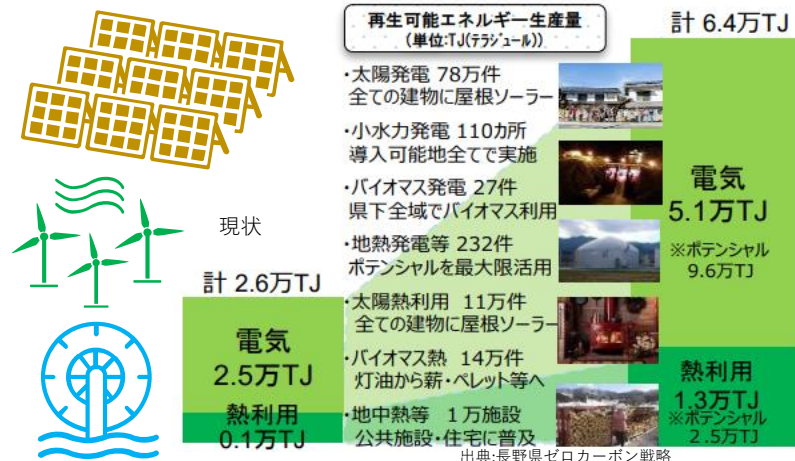 再生可能エネルギー生産量
(単位:TJ(テラジュール))
計 6.4万TJ
・太陽発電 78万件
全ての建物に屋根ソーラー
・小水力発電 110カ所
導入可能地全てで実施
・バイオマス発電 27件
県下全域でバイオマス利用
・地熱発電等 232件
ポテンシャルを最大限活用
・太陽熱利用 11万件
全ての建物に屋根ソーラー
・バイオマス熱 14万件
灯油から薪・ペレット等へ
・地中熱等 1万施設
公共施設・住宅に普及
現状
計 2.6万TJ
電気
2.5万TJ
熱利用
0.1万TJ
電気
5.1万TJ
※ポテンシャル
9.6万TJ
熱利用
1.3万TJ
※ポテンシャル
2.5万TJ
出典:長野県ゼロカーボン戦略